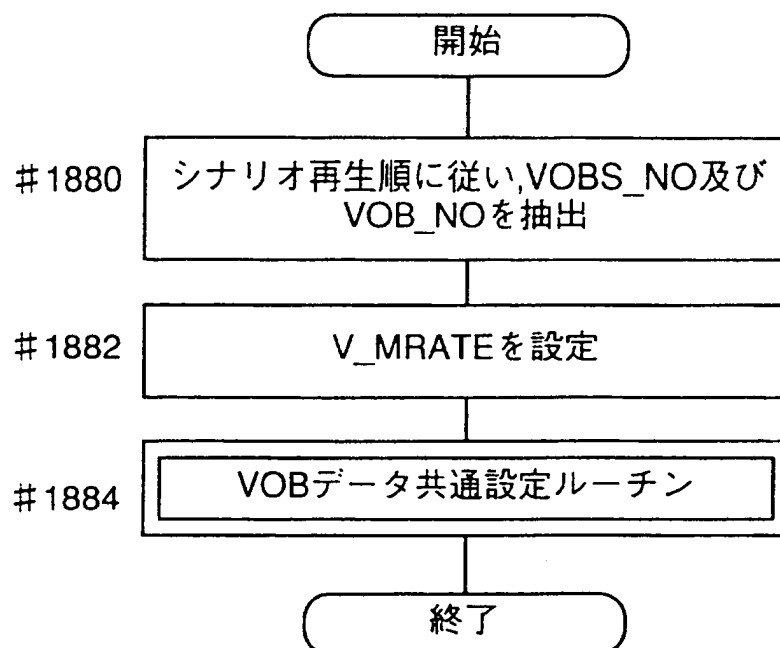 開始
#1880
シナリオ再生順に従い,VOBS_NO及び
VOB_NOを抽出
#1882
V_MRATEを設定
#1884
VOBデータ共通設定ルーチン
終了